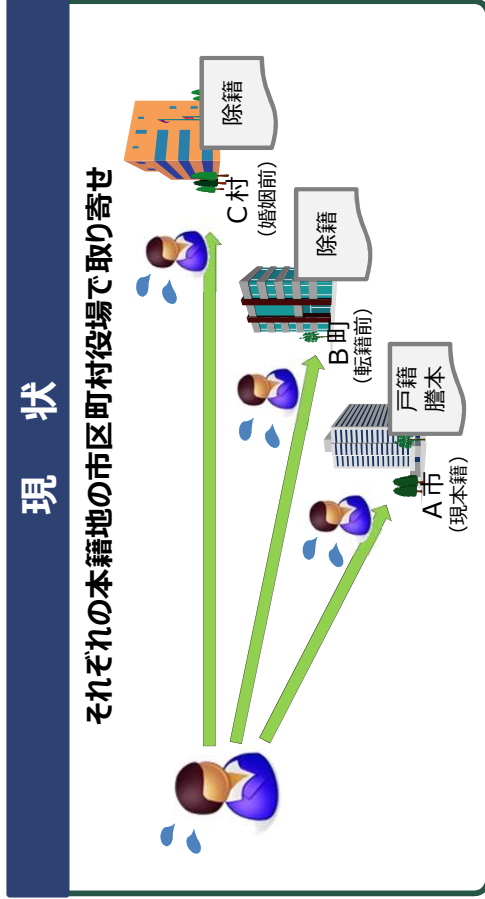 現　状
それぞれの本籍地の市区町村役場で取り寄せ
除籍
C村
（婚姻前）
除籍
B町
（転籍前）
戸籍
謄本
A市
（現本籍）